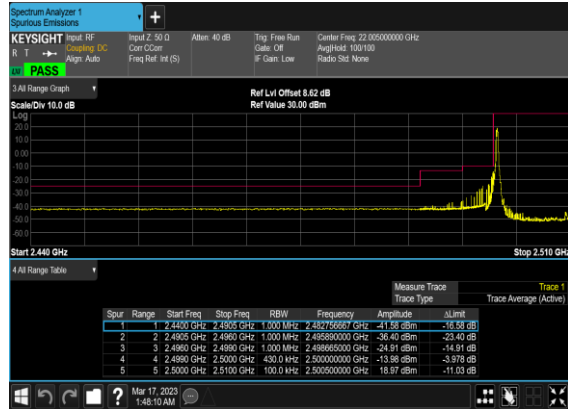 Spectrum Analyzer 1
Spurious Emissions
KEYSIGHT
R T
PASS
Input: RF
Coupling: DC
Align: Auto
Input Z: 50 Ω
Corr CCorr
Freq Ref: Int (S)
Atten: 40 dB
Trig: Free Run
Gate: Off
IF Gain: Low
Center Freq: 22.005000000 GHz
Avg|Hold: 100/100
Radio Std: None
3 All Range Graph
Scale/Div 10.0 dB
Ref Lvl Offset 8.62 dB
Ref Value 30.00 dBm
Log
20.0
10.0
0.00
-10.0
-20.0
-30.0
-40.0
-50.0
-60.0
Start 2.440 GHz
Stop 2.510 GHz
4 All Range Table
Measure Trace Trace 1
Trace Type Trace Average (Active)
Spur Range Start Freq Stop Freq RBW Frequency Amplitude ΔLimit
1 1 2.4400 GHz 2.4905 GHz 1.000 MHz 2.482756667 GHz -41.58 dBm -16.58 dB
2 2 2.4905 GHz 2.4960 GHz 1.000 MHz 2.495890000 GHz -36.40 dBm -23.40 dB
3 3 2.4960 GHz 2.4990 GHz 1.000 MHz 2.498665000 GHz -24.91 dBm -14.91 dB
4 4 2.4990 GHz 2.5000 GHz 430.0 kHz 2.500000000 GHz -13.98 dBm -3.978 dB
5 5 2.5000 GHz 2.5100 GHz 100.0 kHz 2.500500000 GHz 18.97 dBm -11.03 dB
Mar 17, 2023
1:48:10 AM